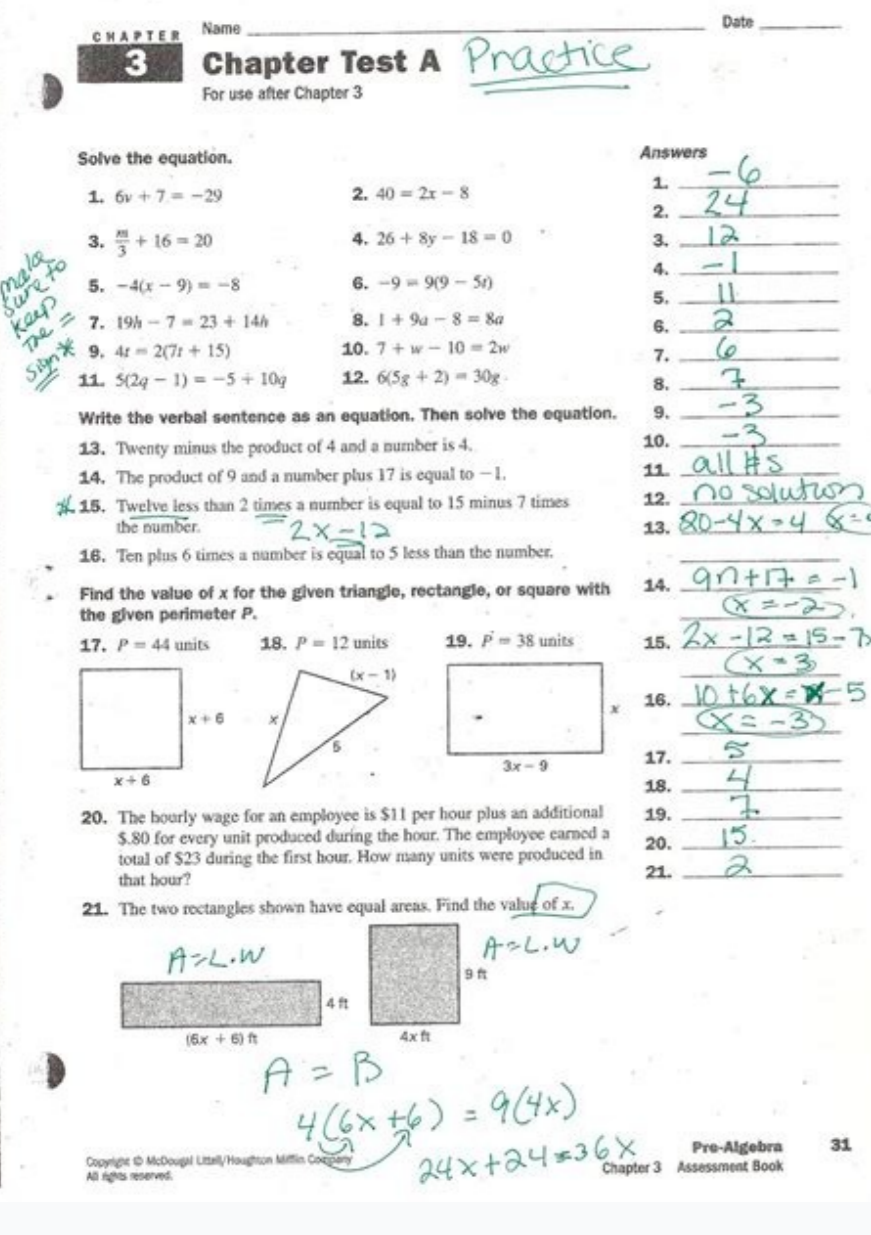 CHAPTER
3
Name
Date
Chapter Test A Practice
For use after Chapter 3
Solve the equation.
1. 6v + 7 = −29
2. 40 = 2x − 8
3. m/3 + 16 = 20
4. 26 + 8y − 18 = 0
5. −4(x − 9) = −8
6. −9 = 9(9 − 5t)
7. 19h − 7 = 23 + 14h
8. 1 + 9a − 8 = 8a
9. 4t = 2(7t + 15)
10. 7 + w − 10 = 2w
11. 5(2q − 1) = −5 + 10q
12. 6(5g + 2) = 30g
make
sure to
keep
the =
sign*
Write the verbal sentence as an equation. Then solve the equation.
13. Twenty minus the product of 4 and a number is 4.
14. The product of 9 and a number plus 17 is equal to −1.
* 15. Twelve less than 2 times a number is equal to 15 minus 7 times
the number.
2x − 12
16. Ten plus 6 times a number is equal to 5 less than the number.
Find the value of x for the given triangle, rectangle, or square with
the given perimeter P.
17. P = 44 units
18. P = 12 units
19. P = 38 units
x + 6
x + 6
(x − 1)
x
5
x
3x − 9
20. The hourly wage for an employee is $11 per hour plus an additional
$.80 for every unit produced during the hour. The employee earned a
total of $23 during the first hour. How many units were produced in
that hour?
21. The two rectangles shown have equal areas. Find the value of x.
A=L.W
4 ft
(6x + 6) ft
A=L.W
9 ft
4x ft
A = B
4(6x+6) = 9(4x)
24x+24=36x
Answers
1. −6
2. 24
3. 12
4. −1
5. 11
6. 2
7. 6
8. 7
9. −3
10. −3
11. all #s
12. no solution
13. 20−4x=4 x=
14. 9n+17 = −1
x = −2
15. 2x − 12 = 15 − 7
x = 3
16. 10 + 6x = x − 5
x = −3
17. 5
18. 4
19. 7
20. 15
21. 2
Copyright © McDougal Littell/Houghton Mifflin Company
All rights reserved.
Pre-Algebra 31
Chapter 3 Assessment Book